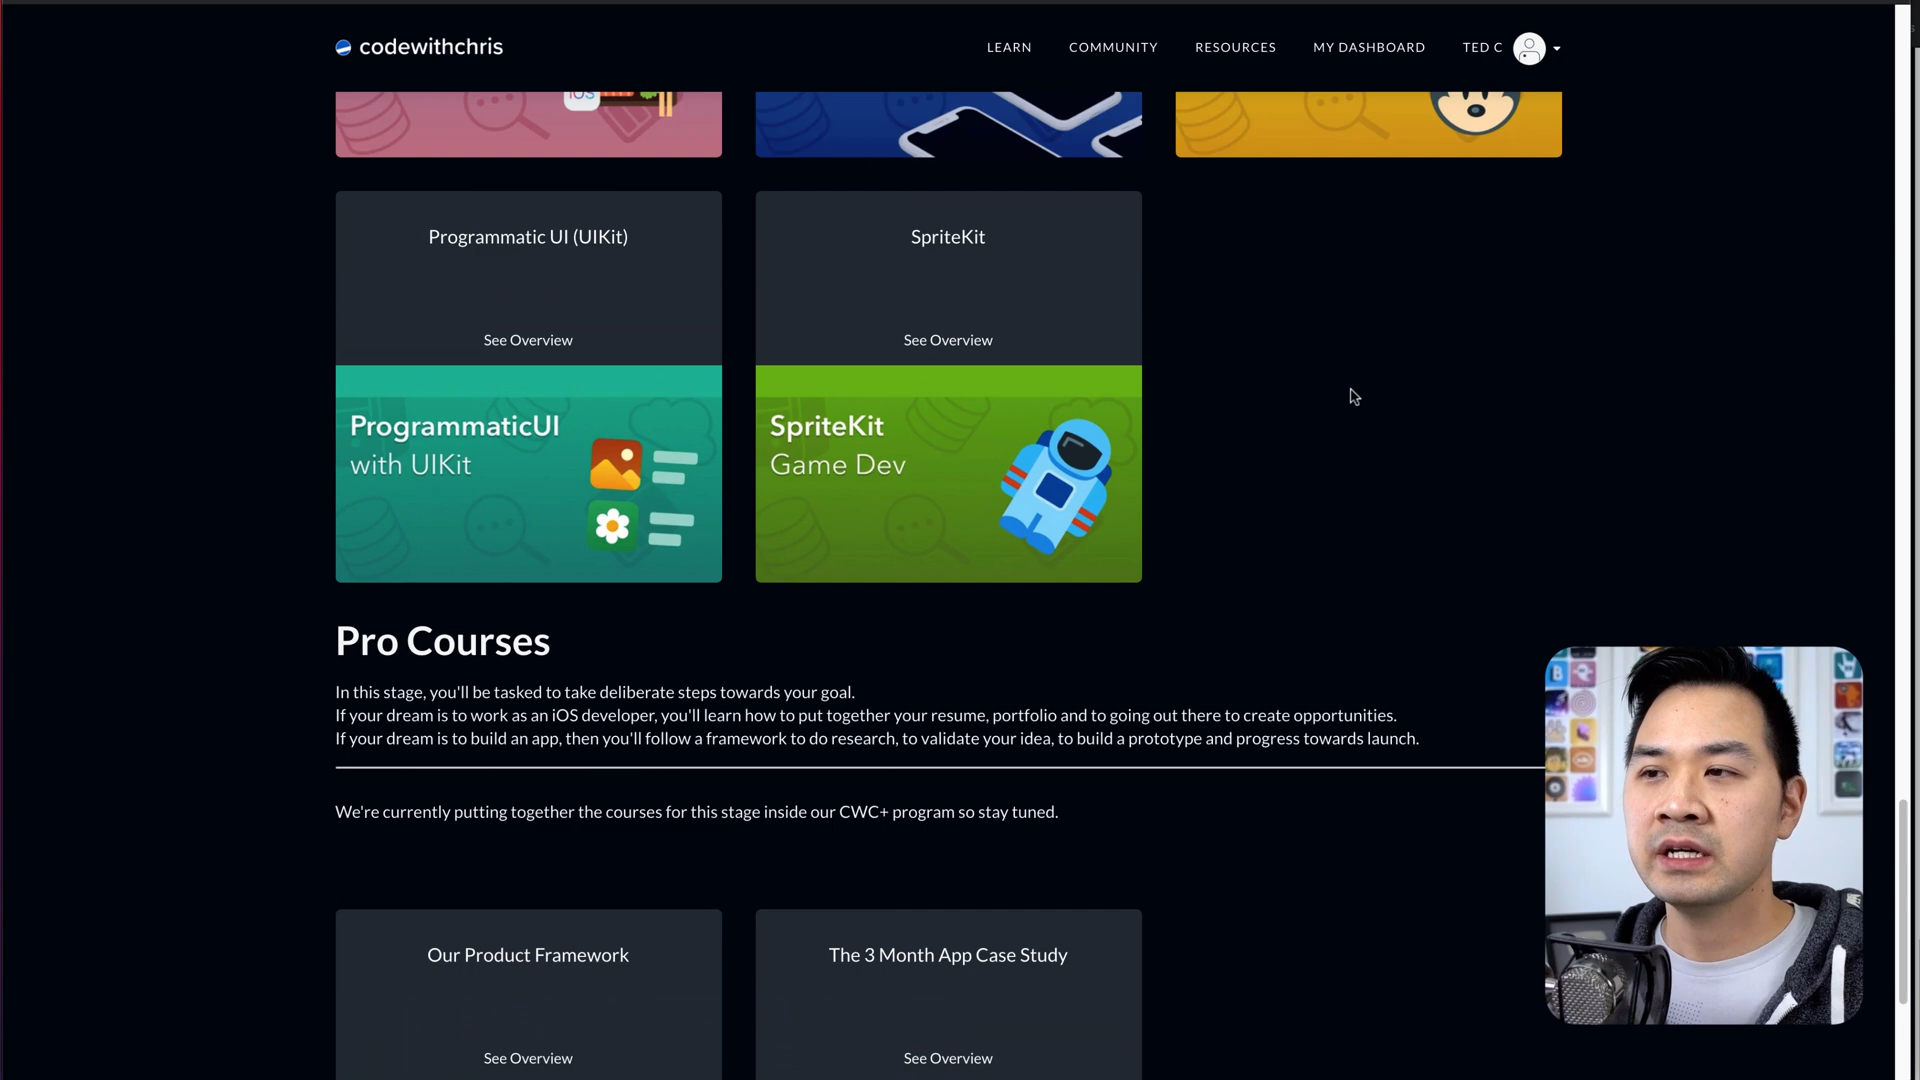 codewithchris
LEARN COMMUNITY RESOURCES MY DASHBOARD TED C
iOS
Programmatic UI (UIKit)
SpriteKit
See Overview
See Overview
ProgrammaticUI
with UIKit
SpriteKit
Game Dev
Pro Courses
In this stage, you'll be tasked to take deliberate steps towards your goal.
If your dream is to work as an iOS developer, you'll learn how to put together your resume, portfolio and to going out there to create opportunities.
If your dream is to build an app, then you'll follow a framework to do research, to validate your idea, to build a prototype and progress towards launch.
We're currently putting together the courses for this stage inside our CWC+ program so stay tuned.
Our Product Framework
The 3 Month App Case Study
See Overview
See Overview